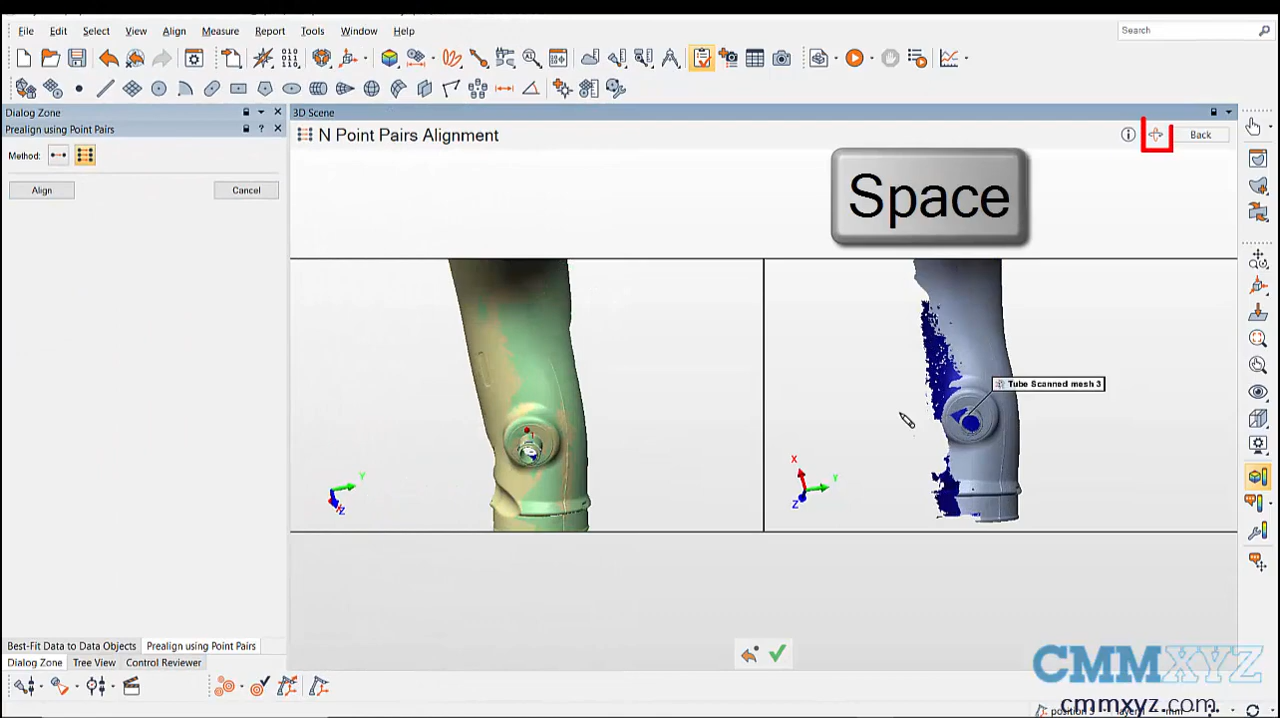 File Edit Select View Align Measure Report Tools Window Help
Search
Dialog Zone
3D Scene
Prealign using Point Pairs
N Point Pairs Alignment
Back
Method:
Space
Align
Cancel
Tube Scanned mesh 3
Y
Z
X
Y
Z
Best-Fit Data to Data Objects
Prealign using Point Pairs
Dialog Zone
Tree View
Control Reviewer
CMMXYZ
cmmxyz.com